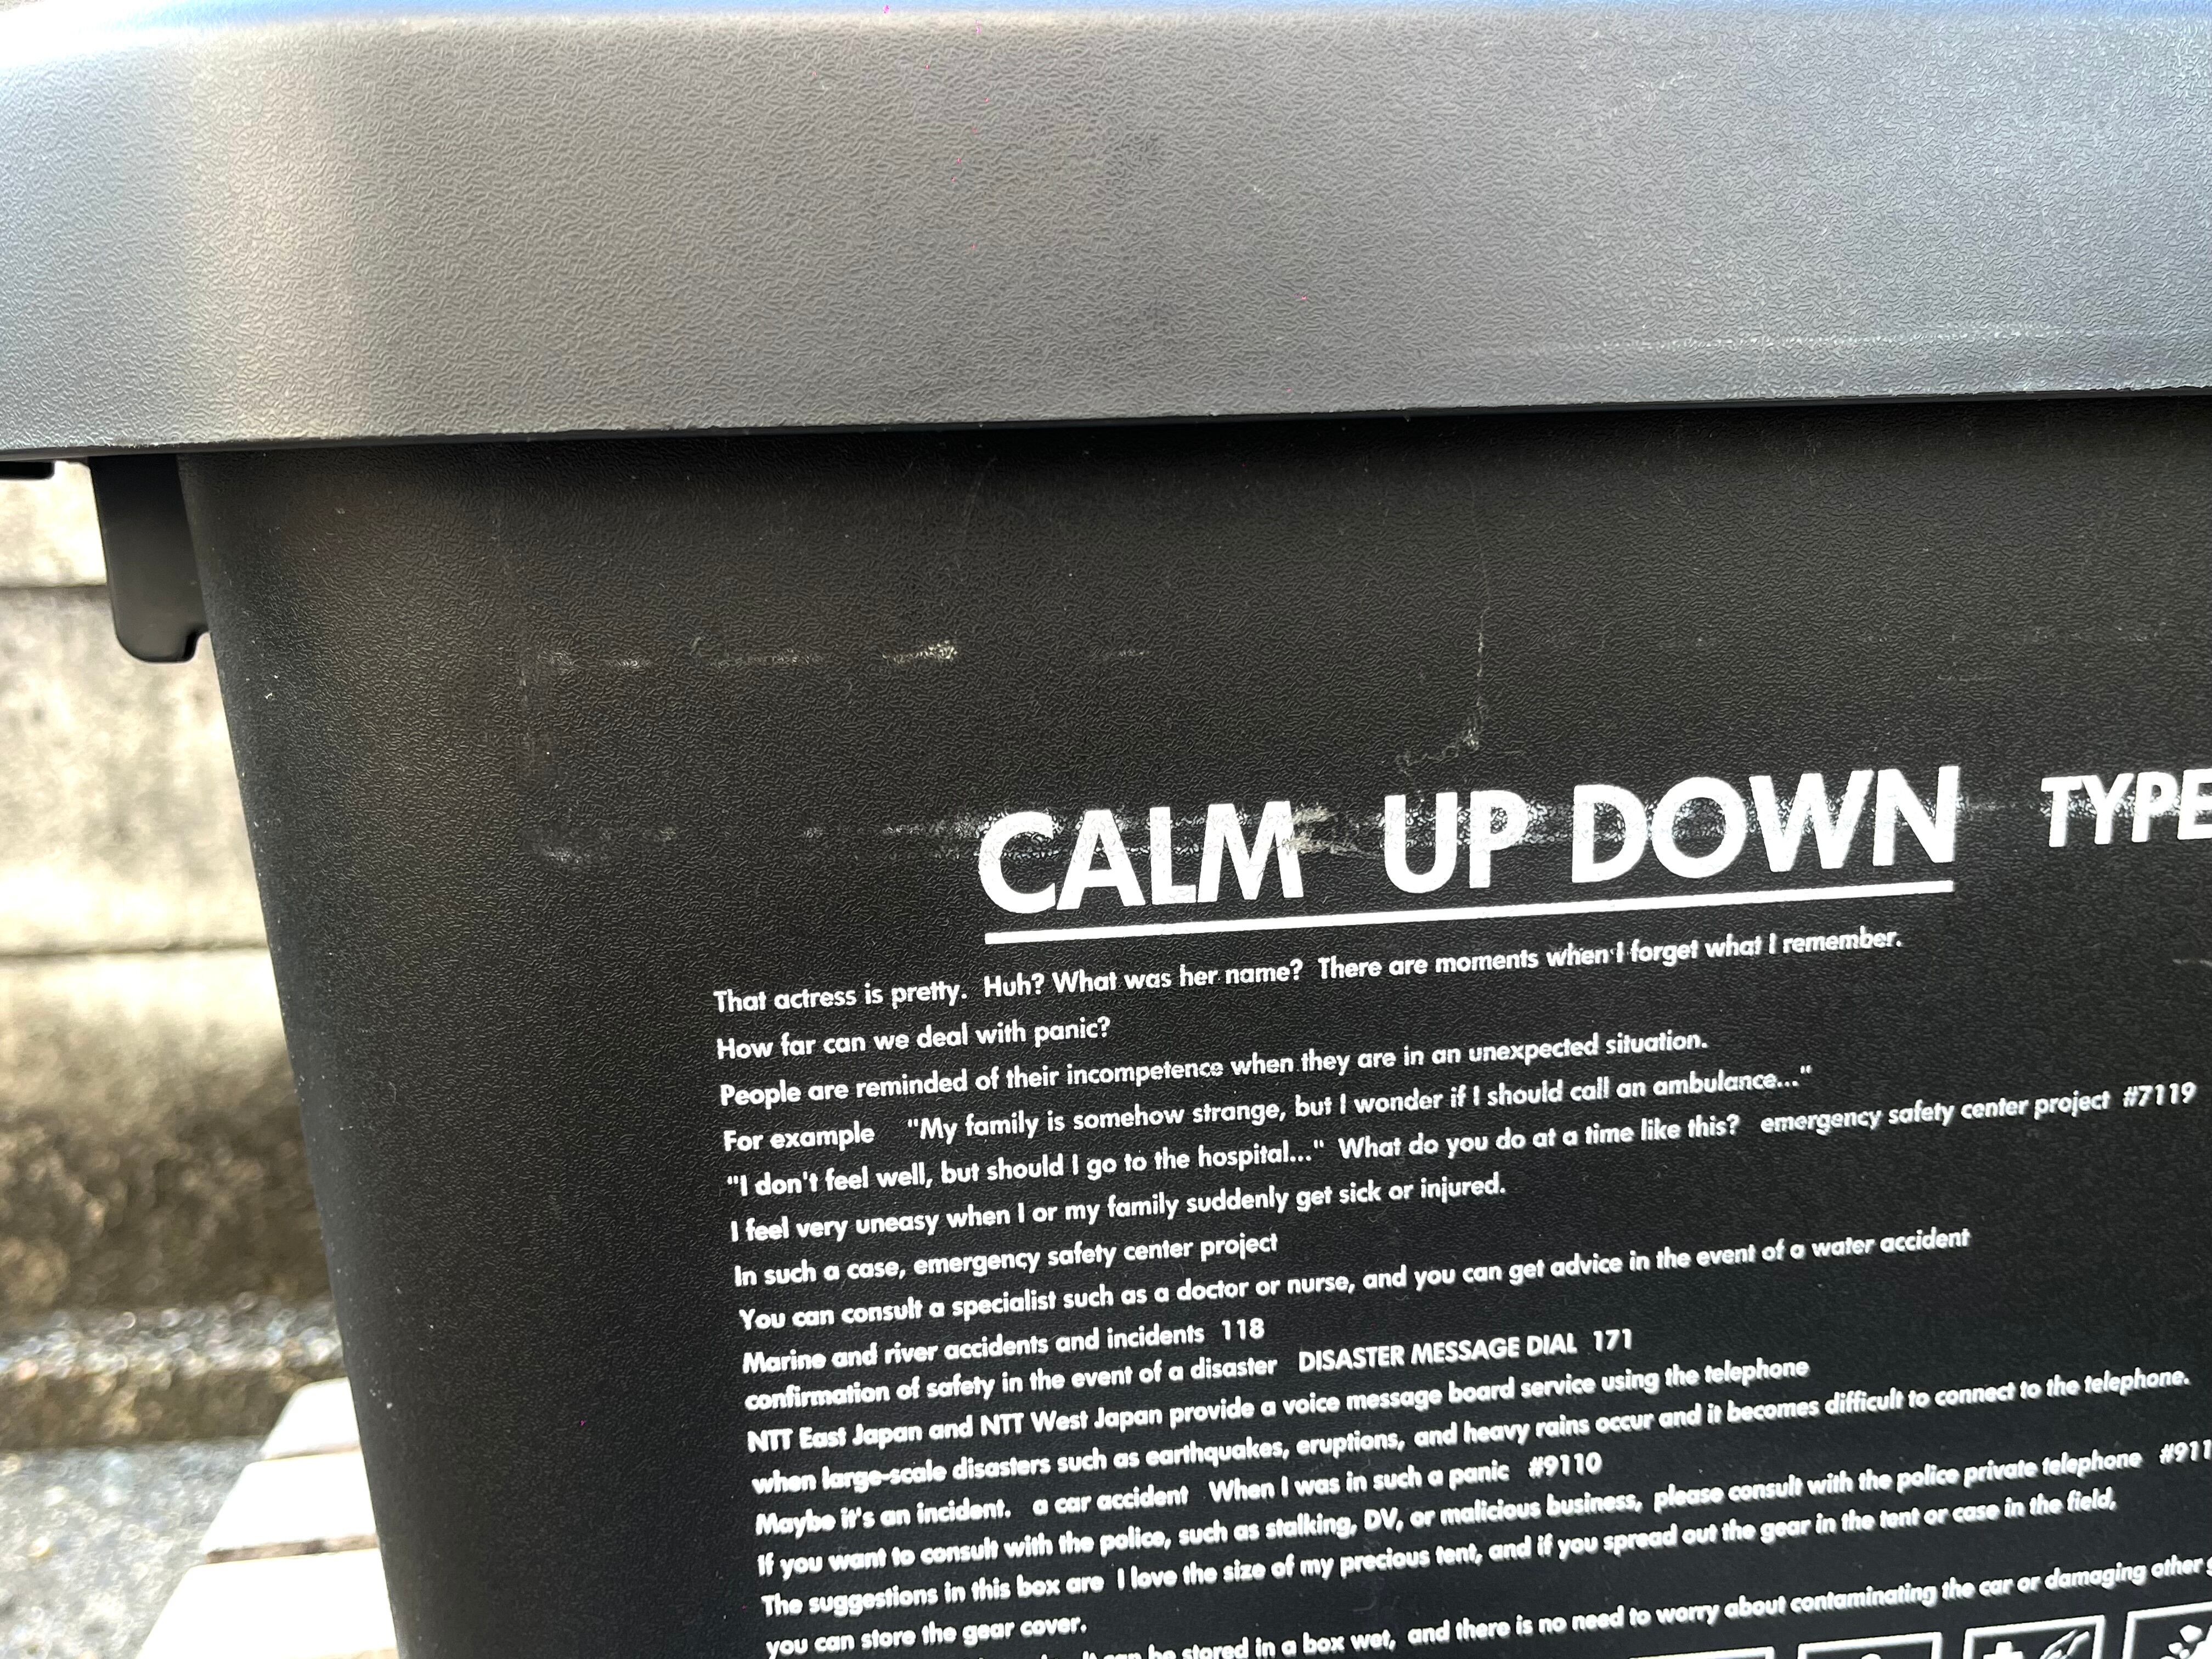 CALM UP DOWN TYPE
That actress is pretty. Huh? What was her name? There are moments when I forget what I remember.
How far can we deal with panic?
People are reminded of their incompetence when they are in an unexpected situation.
For example "My family is somehow strange, but I wonder if I should call an ambulance..."
"I don't feel well, but should I go to the hospital..." What do you do at a time like this? emergency safety center project #7119
I feel very uneasy when I or my family suddenly get sick or injured.
In such a case, emergency safety center project
You can consult a specialist such as a doctor or nurse, and you can get advice in the event of a water accident
Marine and river accidents and incidents 118
confirmation of safety in the event of a disaster DISASTER MESSAGE DIAL 171
NTT East Japan and NTT West Japan provide a voice message board service using the telephone
when large-scale disasters such as earthquakes, eruptions, and heavy rains occur and it becomes difficult to connect to the telephone.
Maybe it's an incident. a car accident When I was in such a panic #9110
If you want to consult with the police, such as stalking, DV, or malicious business, please consult with the police private telephone #911
The suggestions in this box are I love the size of my precious tent, and if you spread out the gear in the tent or case in the field,
you can store the gear cover.
be stored in a box wet, and there is no need to worry about contaminating the car or damaging other